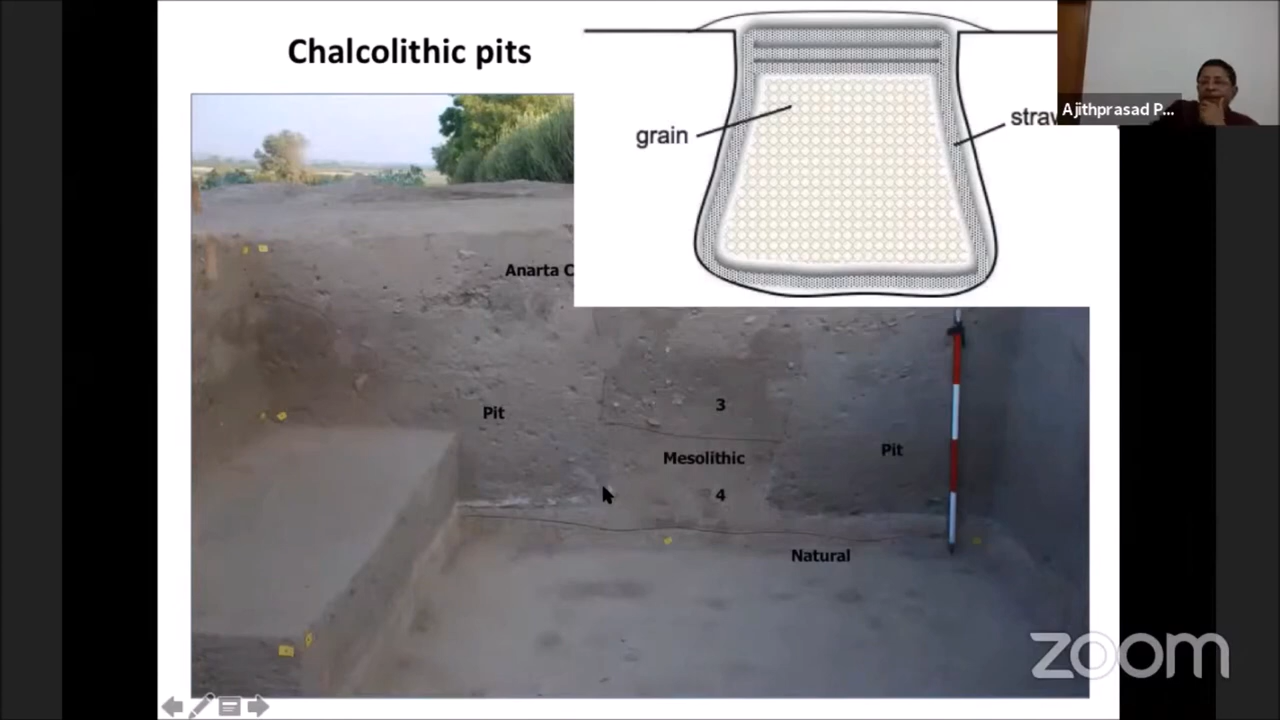 Chalcolithic pits
grain
Ajithprasad P...
Anarta C
Pit
3
Mesolithic
Pit
4
Natural
zoom